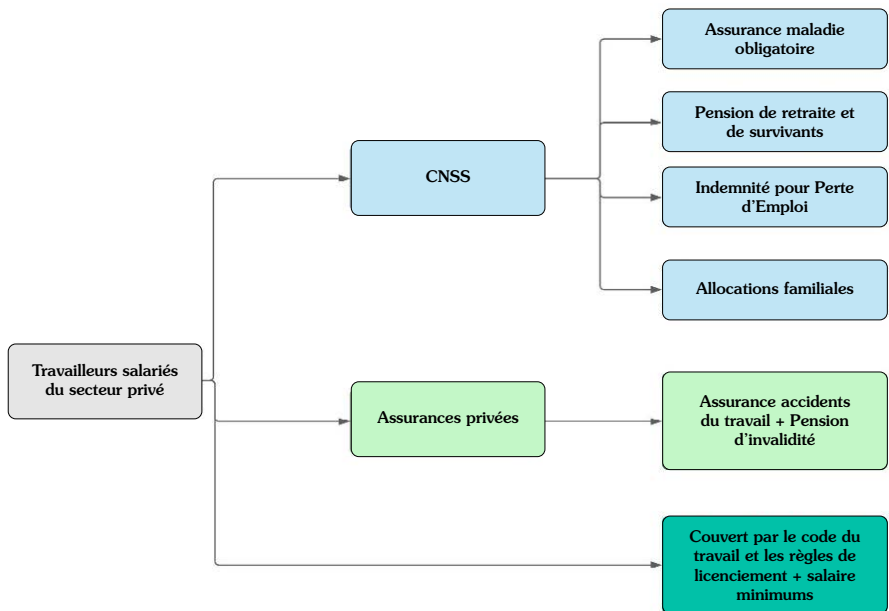 Assurance maladie
obligatoire
Pension de retraite et
de survivants
CNSS
Indemnité pour Perte
d'Emploi
Allocations familiales
Travailleurs salariés
du secteur privé
Assurances privées
Assurance accidents
du travail + Pension
d'invalidité
Couvert par le code du
travail et les règles de
licenciement + salaire
minimums